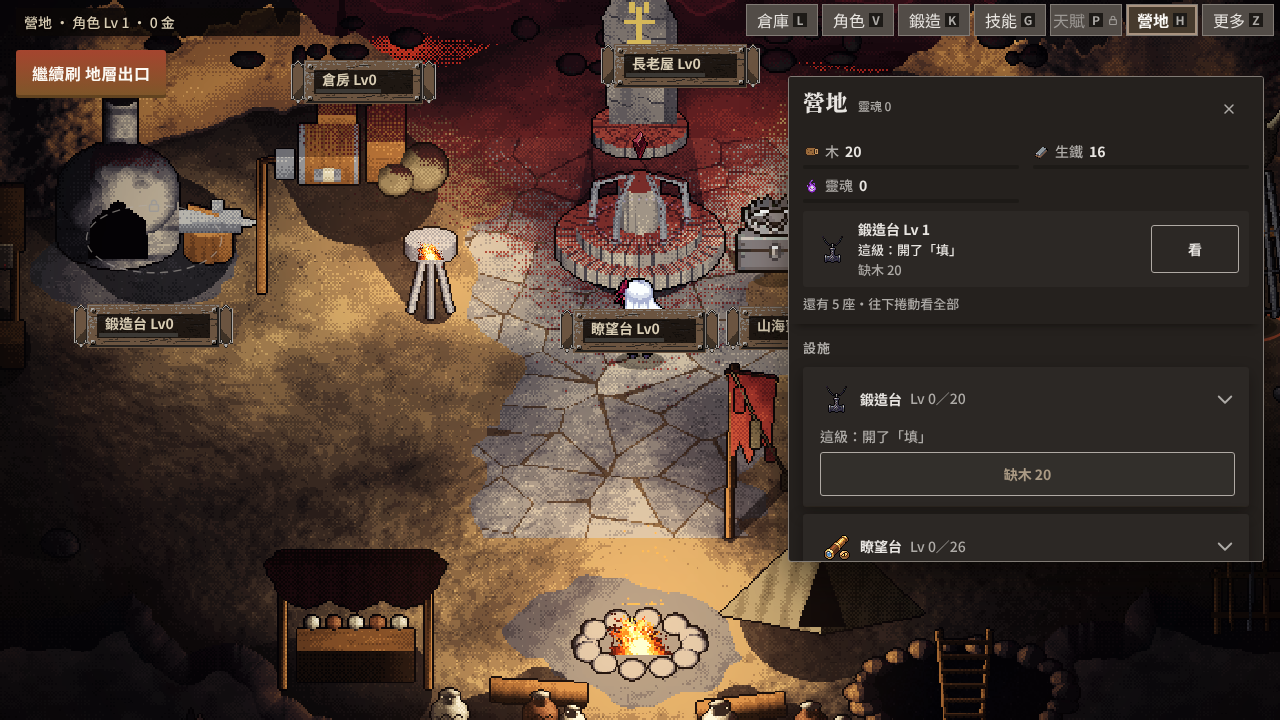 營地 · 角色 Lv 1 · 0 金
倉庫 L
角色 V
鍛造 K
技能 G
天賦 P
營地 H
更多 Z
繼續刷 地層出口
倉房 Lv0
長老屋 Lv0
鍛造台 Lv0
瞭望台 Lv0
山海
營地 靈魂 0
×
木 20
生鐵 16
靈魂 0
鍛造台 Lv 1
這級：開了「填」
缺木 20
看
還有 5 座・往下捲動看全部
設施
鍛造台 Lv 0／20
這級：開了「填」
缺木 20
瞭望台 Lv 0／26